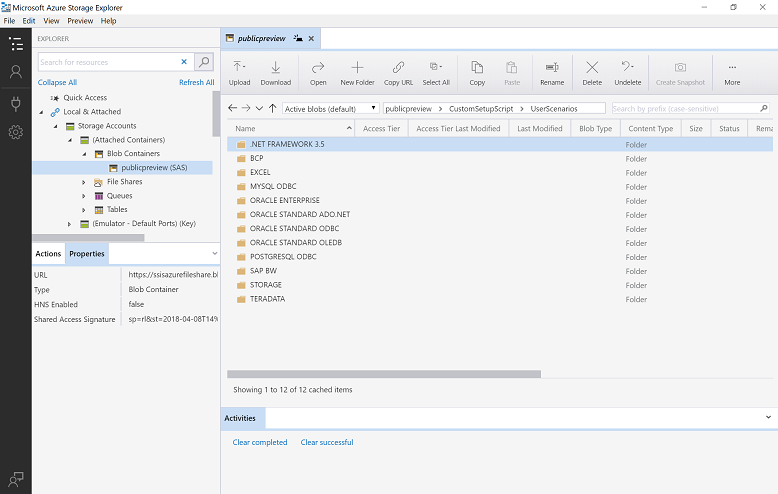 Microsoft Azure Storage Explorer
File Edit View Preview Help
EXPLORER
Search for resources
Collapse All Refresh All
Quick Access
Local & Attached
Storage Accounts
(Attached Containers)
Blob Containers
publicpreview (SAS)
File Shares
Queues
Tables
(Emulator - Default Ports) (Key)
Actions Properties
URL https://ssisazurefileshare.bl
Type Blob Container
HNS Enabled false
Shared Access Signature sp=rl&st=2018-04-08T14%
publicpreview
Upload Download Open New Folder Copy URL Select All Copy Paste Rename Delete Undelete Create Snapshot More
Active blobs (default) publicpreview CustomSetupScript UserScenarios Search by prefix (case-sensitive)
Name Access Tier Access Tier Last Modified Last Modified Blob Type Content Type Size Status Rema
.NET FRAMEWORK 3.5 Folder
BCP Folder
EXCEL Folder
MYSQL ODBC Folder
ORACLE ENTERPRISE Folder
ORACLE STANDARD ADO.NET Folder
ORACLE STANDARD ODBC Folder
ORACLE STANDARD OLEDB Folder
POSTGRESQL ODBC Folder
SAP BW Folder
STORAGE Folder
TERADATA Folder
Showing 1 to 12 of 12 cached items
Activities
Clear completed Clear successful